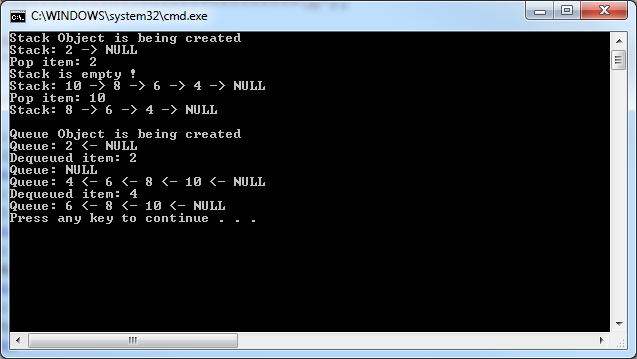 C:\WINDOWS\system32\cmd.exe
Stack Object is being created
Stack: 2 -> NULL
Pop item: 2
Stack is empty !
Stack: 10 -> 8 -> 6 -> 4 -> NULL
Pop item: 10
Stack: 8 -> 6 -> 4 -> NULL
Queue Object is being created
Queue: 2 <- NULL
Dequeued item: 2
Queue: NULL
Queue: 4 <- 6 <- 8 <- 10 <- NULL
Dequeued item: 4
Queue: 6 <- 8 <- 10 <- NULL
Press any key to continue . . .